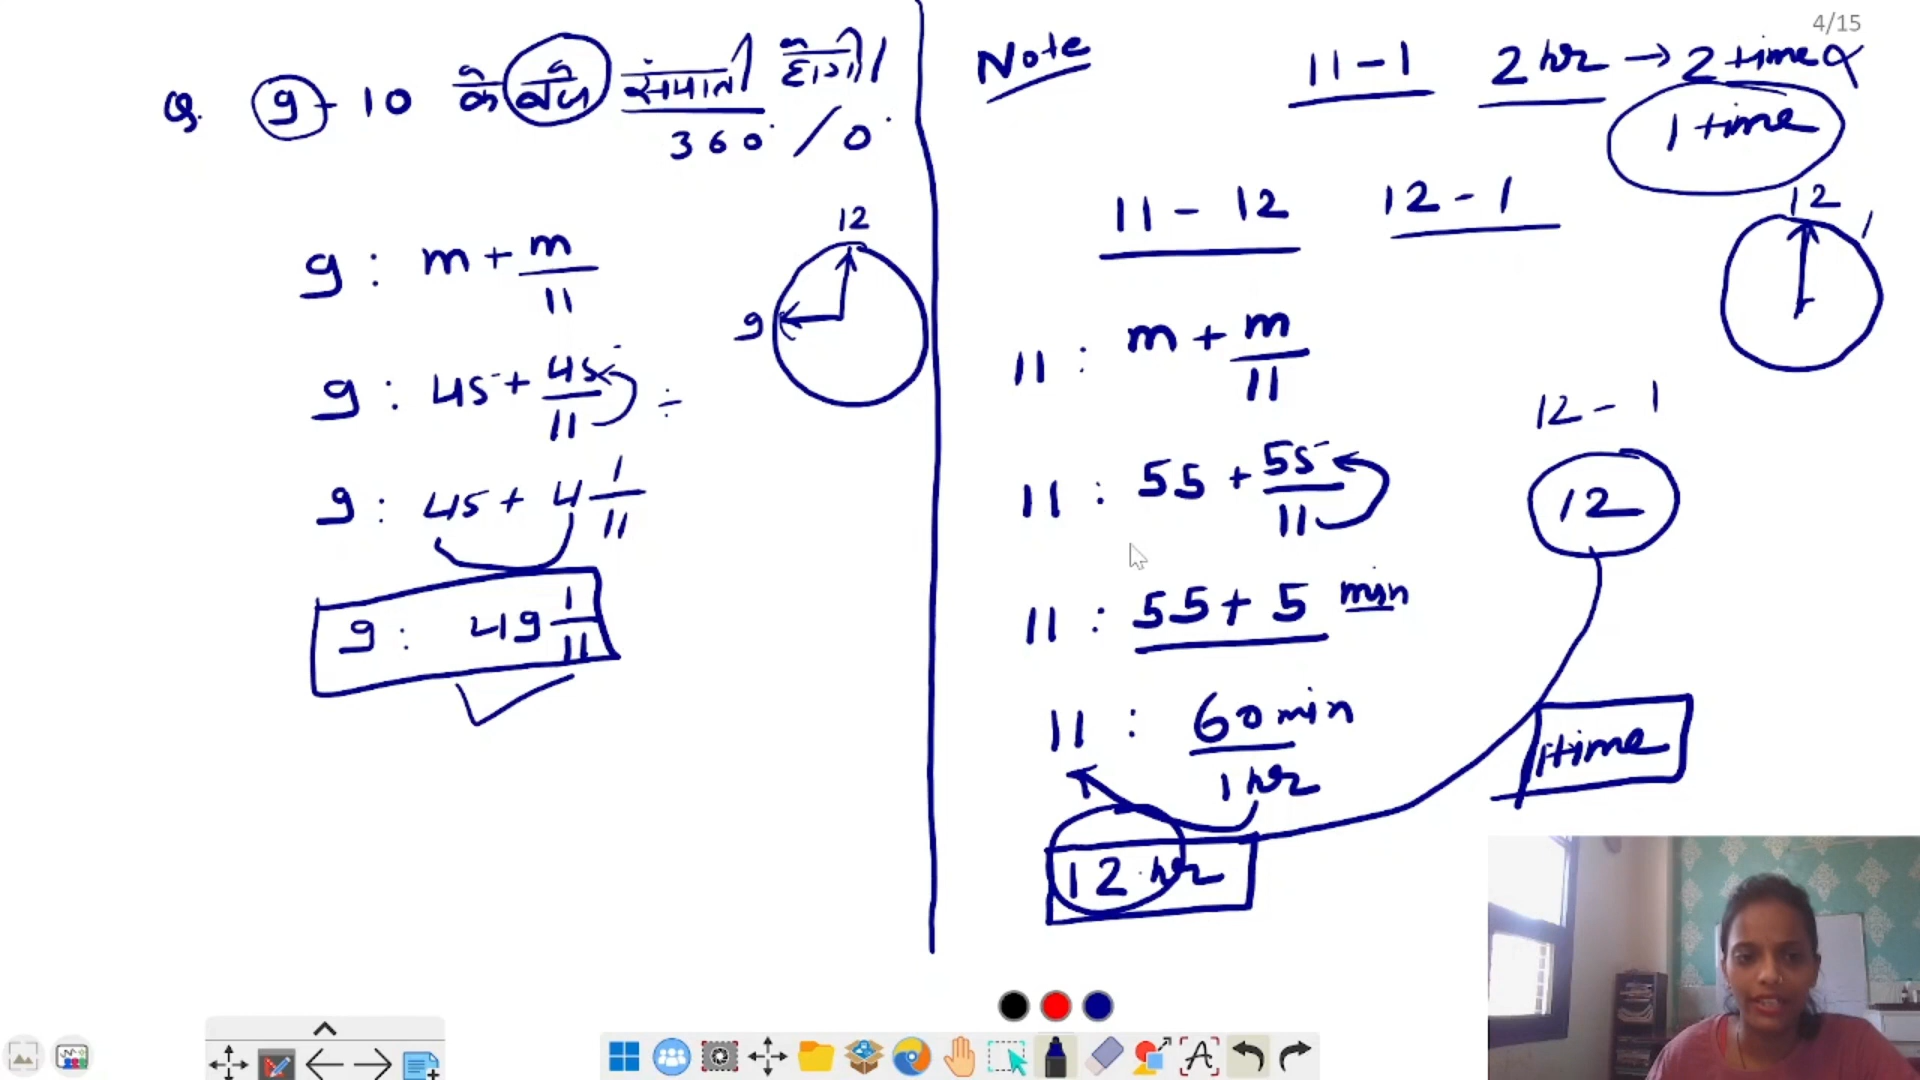 4/15
Q. 9 - 10 के बीच संपाती होगी।
360° / 0°
12
9
9 : m + m/11
9 : 45 + 45/11 ÷
9 : 45 + 4 1/11
9 : 49 1/11
Note
11 - 1 2 hr → 2 time
1 time
11 - 12 12 - 1
12
1
11 : m + m/11
12 - 1
12
11 : 55 + 55/11
11 : 55 + 5 min
11 : 60 min
1 hr
1 time
12 hr